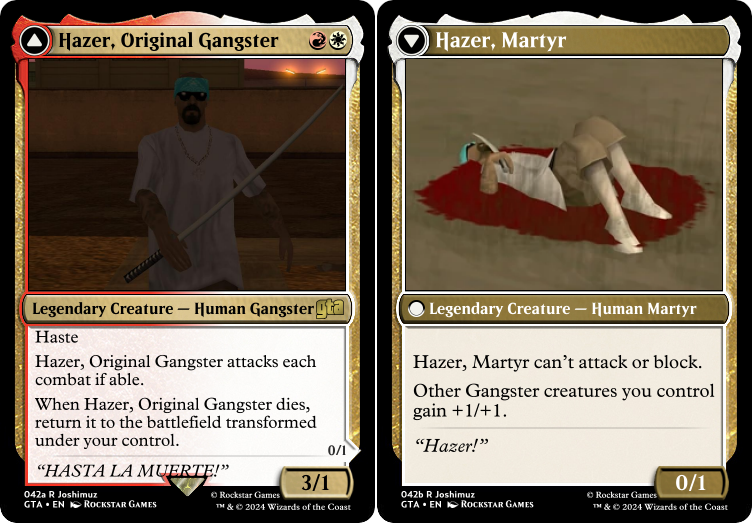 Hazer, Original Gangster
Legendary Creature — Human Gangster
gta
Haste
Hazer, Original Gangster attacks each
combat if able.
When Hazer, Original Gangster dies,
return it to the battlefield transformed
under your control.
0/1
“HASTA LA MUERTE!”
3/1
042a R Joshimuz
GTA • EN Rockstar Games
© Rockstar Games
™ & © 2024 Wizards of the Coast
Hazer, Martyr
Legendary Creature — Human Martyr
Hazer, Martyr can’t attack or block.
Other Gangster creatures you control
gain +1/+1.
“Hazer!”
0/1
042b R Joshimuz
GTA • EN Rockstar Games
© Rockstar Games
™ & © 2024 Wizards of the Coast